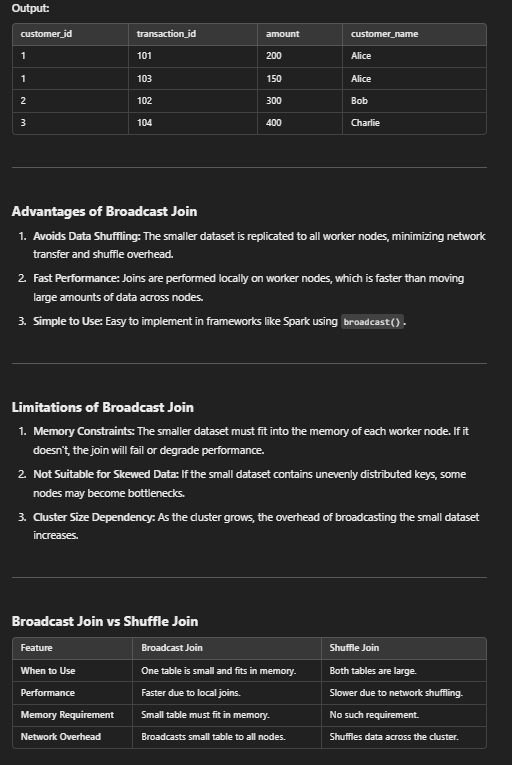 Output:
customer_id transaction_id amount customer_name
1 101 200 Alice
1 103 150 Alice
2 102 300 Bob
3 104 400 Charlie
Advantages of Broadcast Join
1. Avoids Data Shuffling: The smaller dataset is replicated to all worker nodes, minimizing network
transfer and shuffle overhead.
2. Fast Performance: Joins are performed locally on worker nodes, which is faster than moving
large amounts of data across nodes.
3. Simple to Use: Easy to implement in frameworks like Spark using broadcast().
Limitations of Broadcast Join
1. Memory Constraints: The smaller dataset must fit into the memory of each worker node. If it
doesn't, the join will fail or degrade performance.
2. Not Suitable for Skewed Data: If the small dataset contains unevenly distributed keys, some
nodes may become bottlenecks.
3. Cluster Size Dependency: As the cluster grows, the overhead of broadcasting the small dataset
increases.
Broadcast Join vs Shuffle Join
Feature Broadcast Join Shuffle Join
When to Use One table is small and fits in memory. Both tables are large.
Performance Faster due to local joins. Slower due to network shuffling.
Memory Requirement Small table must fit in memory. No such requirement.
Network Overhead Broadcasts small table to all nodes. Shuffles data across the cluster.